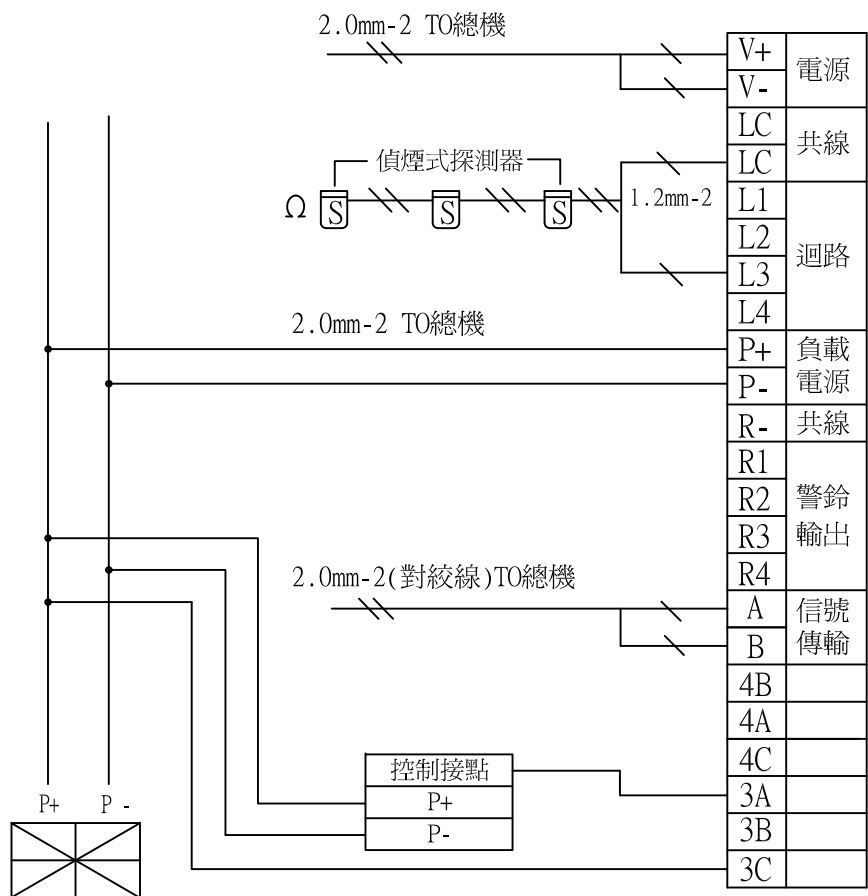 2.0mm-2 TO總機
V+
V-
電源
LC
LC
共線
偵煙式探測器
Ω
S
S
S
1.2mm-2
L1
L2
L3
L4
迴路
2.0mm-2 TO總機
P+
P-
負載
電源
R-
共線
R1
R2
R3
R4
警鈴
輸出
2.0mm-2(對絞線)TO總機
A
B
信號
傳輸
4B
4A
4C
3A
3B
3C
控制接點
P+
P-
P+
P -